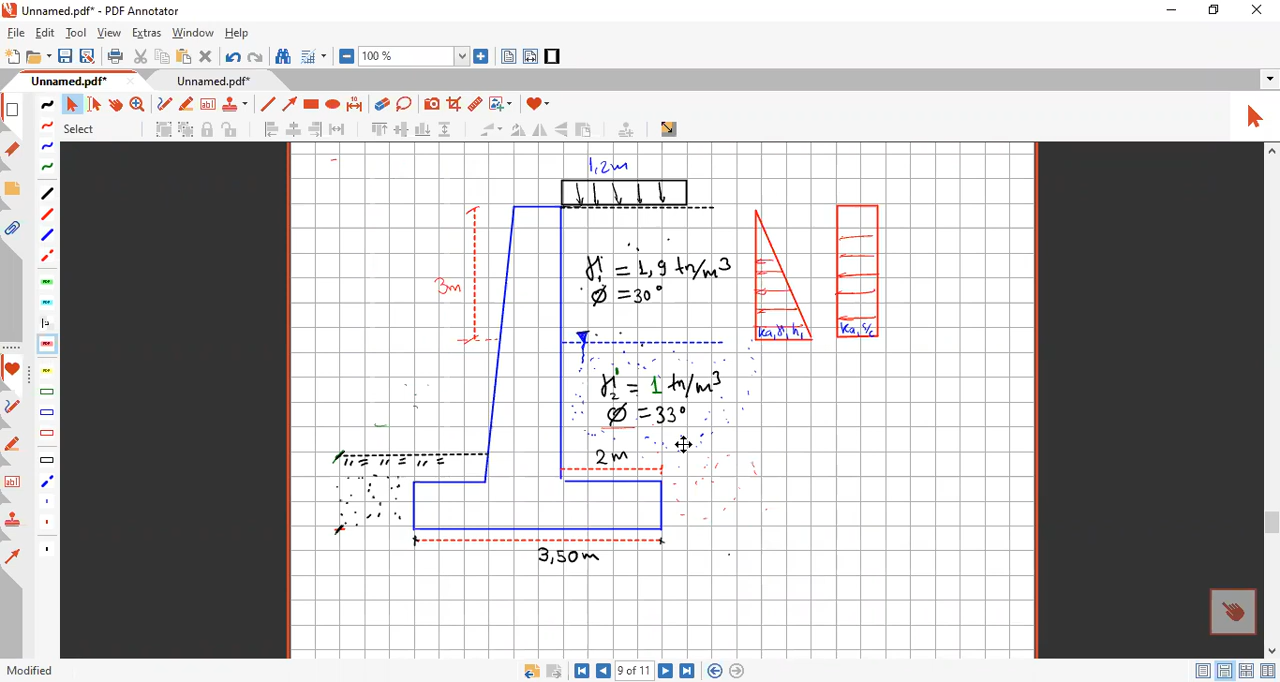 Unnamed.pdf* - PDF Annotator
File Edit Tool View Extras Window Help
100 %
Unnamed.pdf* Unnamed.pdf*
Select
1,2m
γ1 = 1,9 tn/m³
3m
Ø = 30°
ka, γ, h,
ka, s/c
γ2' = 1 tn/m³
Ø = 33°
2m
3,50m
Modified
9 of 11